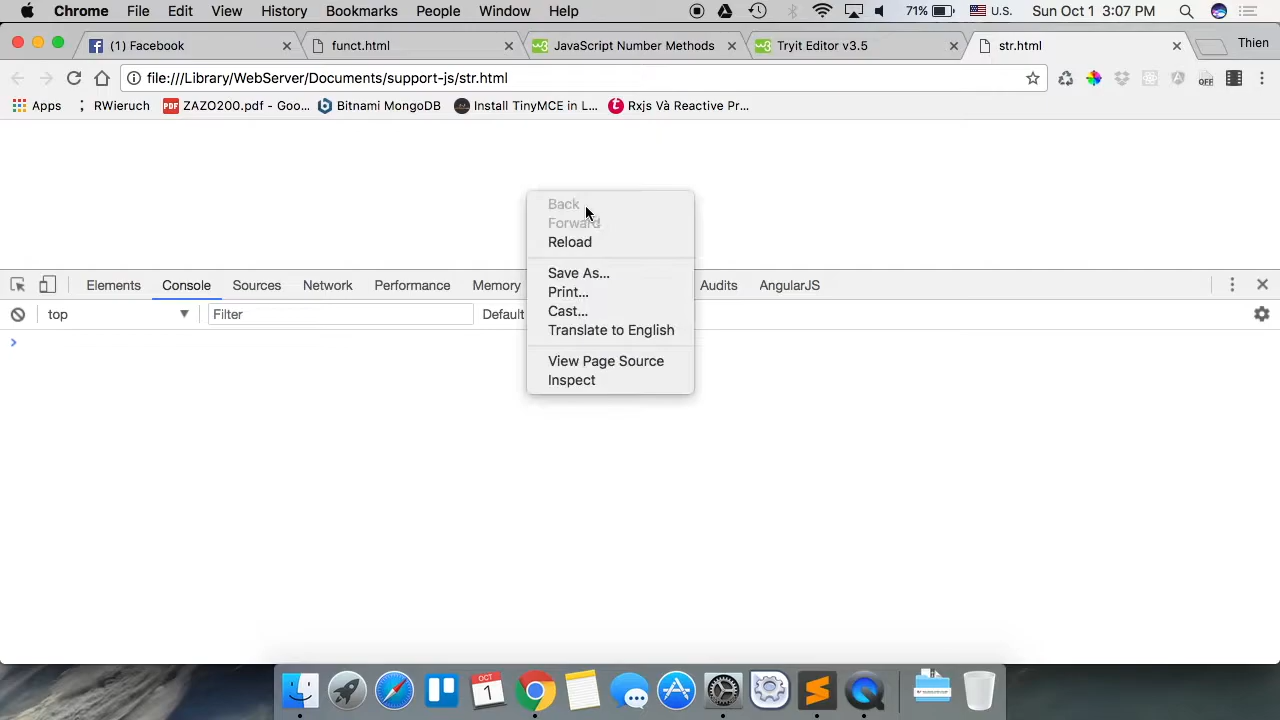 Chrome File Edit View History Bookmarks People Window Help 71% U.S. Sun Oct 1 3:07 PM
(1) Facebook funct.html JavaScript Number Methods Tryit Editor v3.5 str.html Thien
file:///Library/WebServer/Documents/support-js/str.html OFF
Apps RWieruch PDF ZAZO200.pdf - Goo... Bitnami MongoDB Install TinyMCE in L... Rxjs Và Reactive Pr...
Back
Forward
Reload
Save As...
Print...
Cast...
Translate to English
View Page Source
Inspect
Elements Console Sources Network Performance Memory Audits AngularJS
top Filter Default
OCT
1